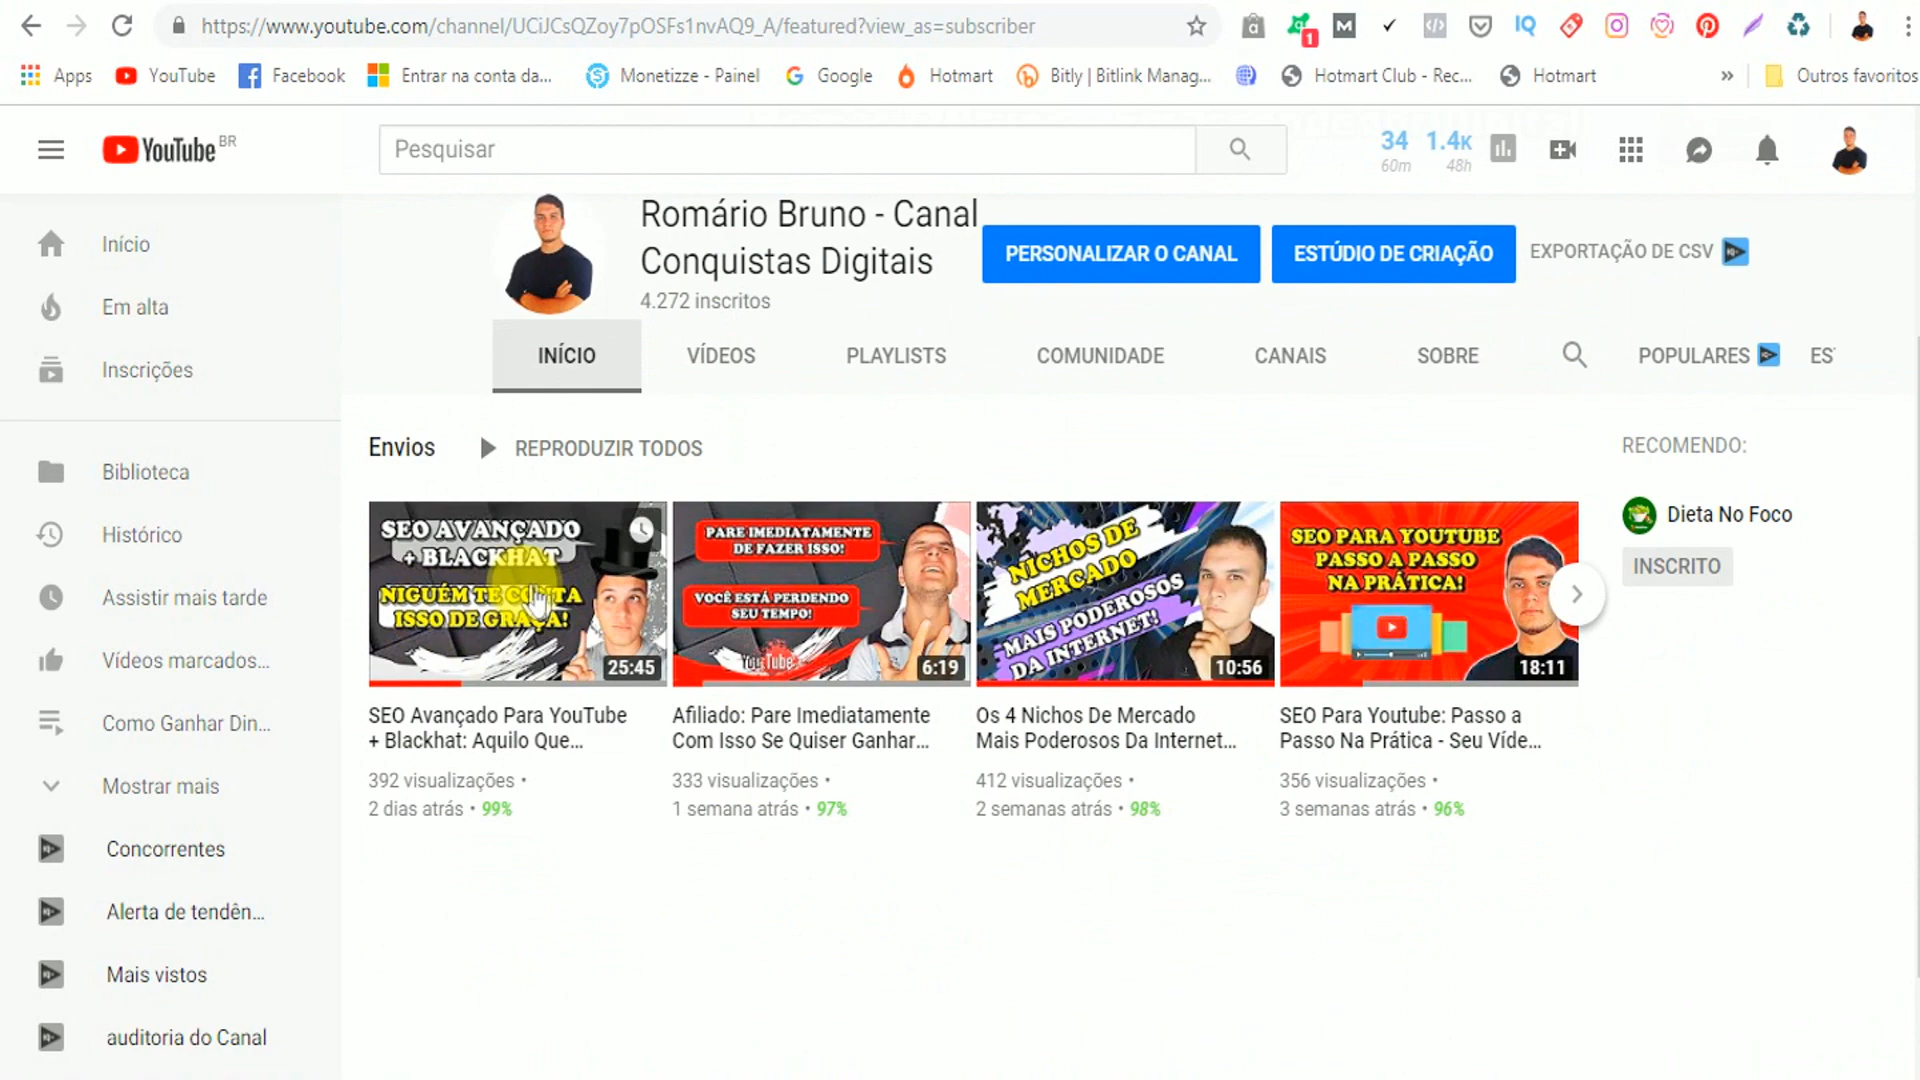 https://www.youtube.com/channel/UCiJCsQZoy7pOSFs1nvAQ9_A/featured?view_as=subscriber
1
Apps
YouTube
Facebook
Entrar na conta da...
Monetizze - Painel
Google
Hotmart
Bitly | Bitlink Manag...
Hotmart Club - Rec...
Hotmart
»
Outros favoritos
YouTube BR
Pesquisar
34 1.4K
60m 48h
Início
Em alta
Inscrições
Biblioteca
Histórico
Assistir mais tarde
Vídeos marcados...
Como Ganhar Din...
Mostrar mais
Concorrentes
Alerta de tendên...
Mais vistos
auditoria do Canal
Romário Bruno - Canal
Conquistas Digitais
4.272 inscritos
PERSONALIZAR O CANAL
ESTÚDIO DE CRIAÇÃO
EXPORTAÇÃO DE CSV
INÍCIO
VÍDEOS
PLAYLISTS
COMUNIDADE
CANAIS
SOBRE
POPULARES
ES
Envios
REPRODUZIR TODOS
SEO AVANÇADO
+ BLACKHAT
NIGUÉM TE CONTA
ISSO DE GRAÇA!
25:45
SEO Avançado Para YouTube
+ Blackhat: Aquilo Que...
392 visualizações •
2 dias atrás • 99%
PARE IMEDIATAMENTE
DE FAZER ISSO!
VOCÊ ESTÁ PERDENDO
SEU TEMPO!
YouTube
6:19
Afiliado: Pare Imediatamente
Com Isso Se Quiser Ganhar...
333 visualizações •
1 semana atrás • 97%
NICHOS DE
MERCADO
MAIS PODEROSOS
DA INTERNET!
10:56
Os 4 Nichos De Mercado
Mais Poderosos Da Internet...
412 visualizações •
2 semanas atrás • 98%
SEO PARA YOUTUBE
PASSO A PASSO
NA PRÁTICA!
18:11
SEO Para Youtube: Passo a
Passo Na Prática - Seu Víde...
356 visualizações •
3 semanas atrás • 96%
RECOMENDO:
Dieta No Foco
INSCRITO